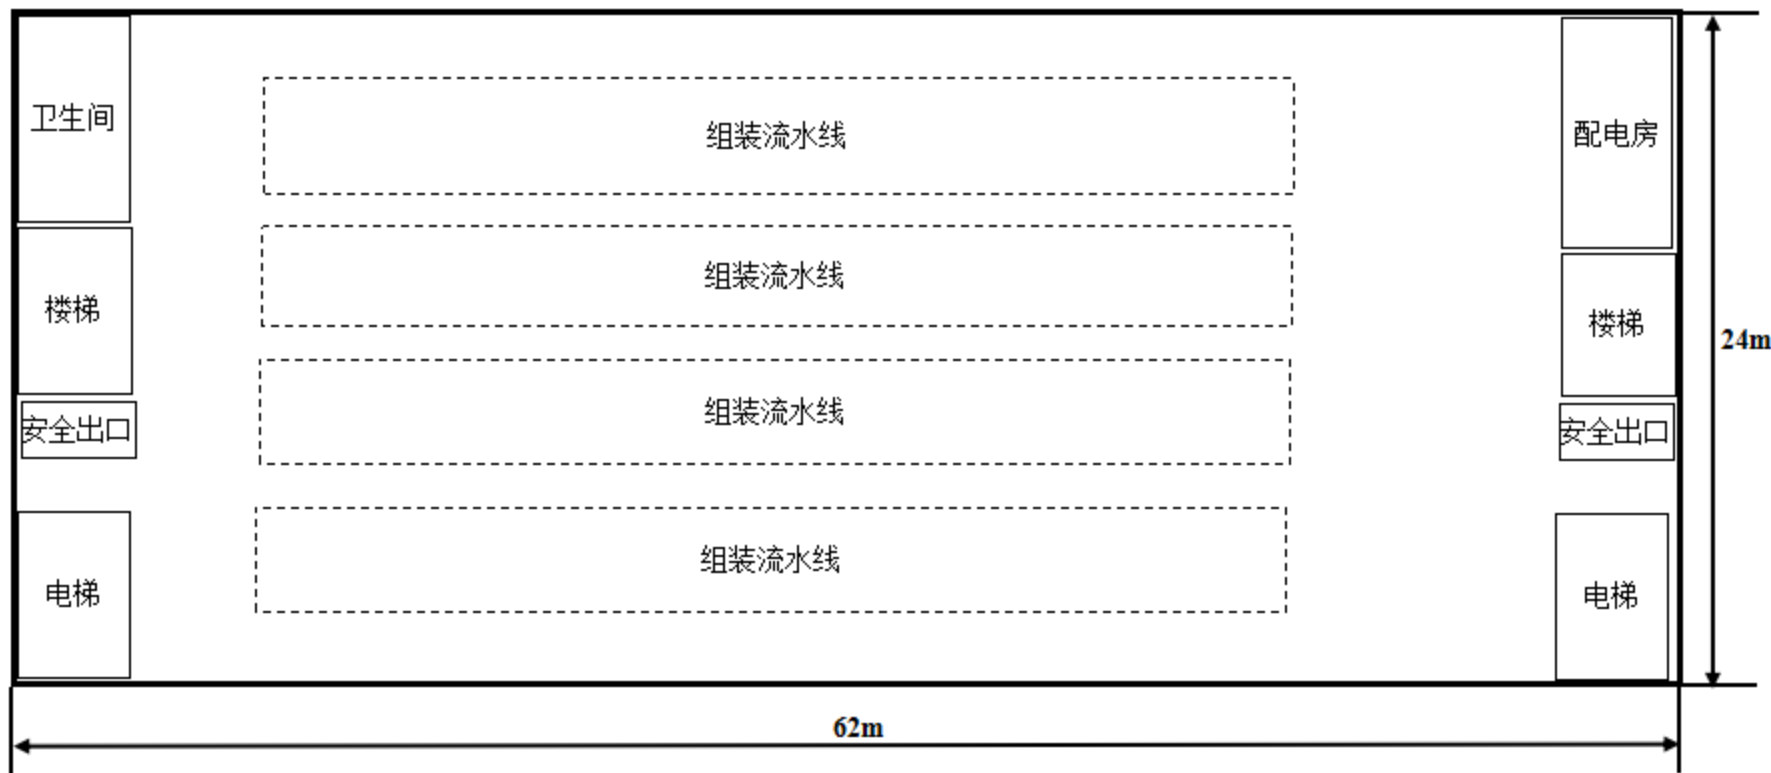 卫生间
组装流水线
配电房
组装流水线
楼梯
楼梯
24m
组装流水线
安全出口
安全出口
组装流水线
电梯
电梯
62m